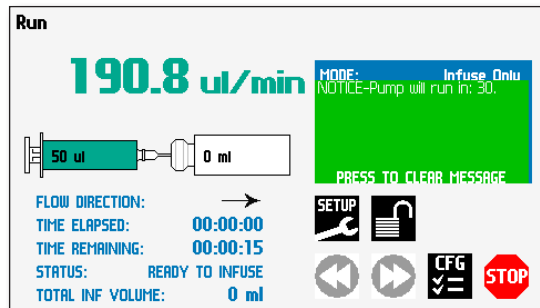 Run
190.8 ul/min
MODE: Infuse Only
NOTICE-Pump will run in: 30.
PRESS TO CLEAR MESSAGE
50 ul
0 ml
FLOW DIRECTION:
TIME ELAPSED: 00:00:00
TIME REMAINING: 00:00:15
STATUS: READY TO INFUSE
TOTAL INF VOLUME: 0 ml
SETUP
CFG
STOP